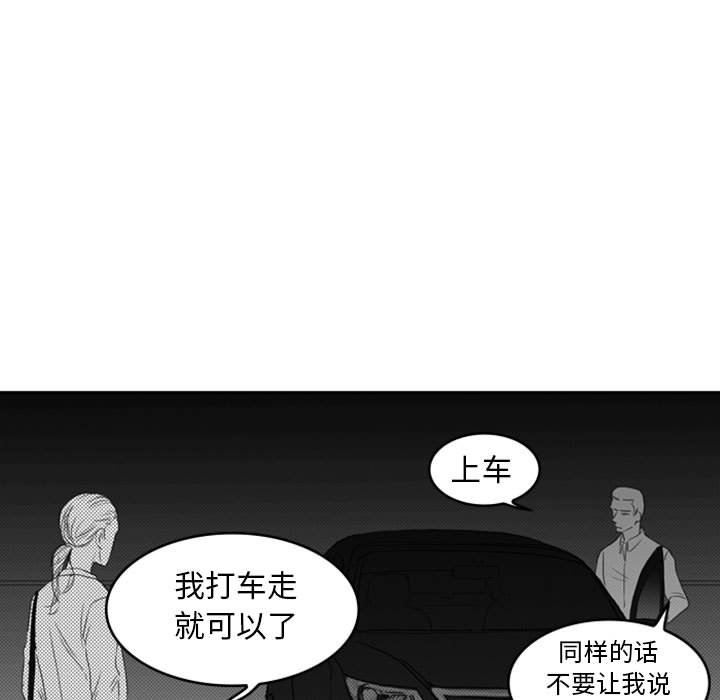 上车
我打车走
就可以了
同样的话
不要让我说